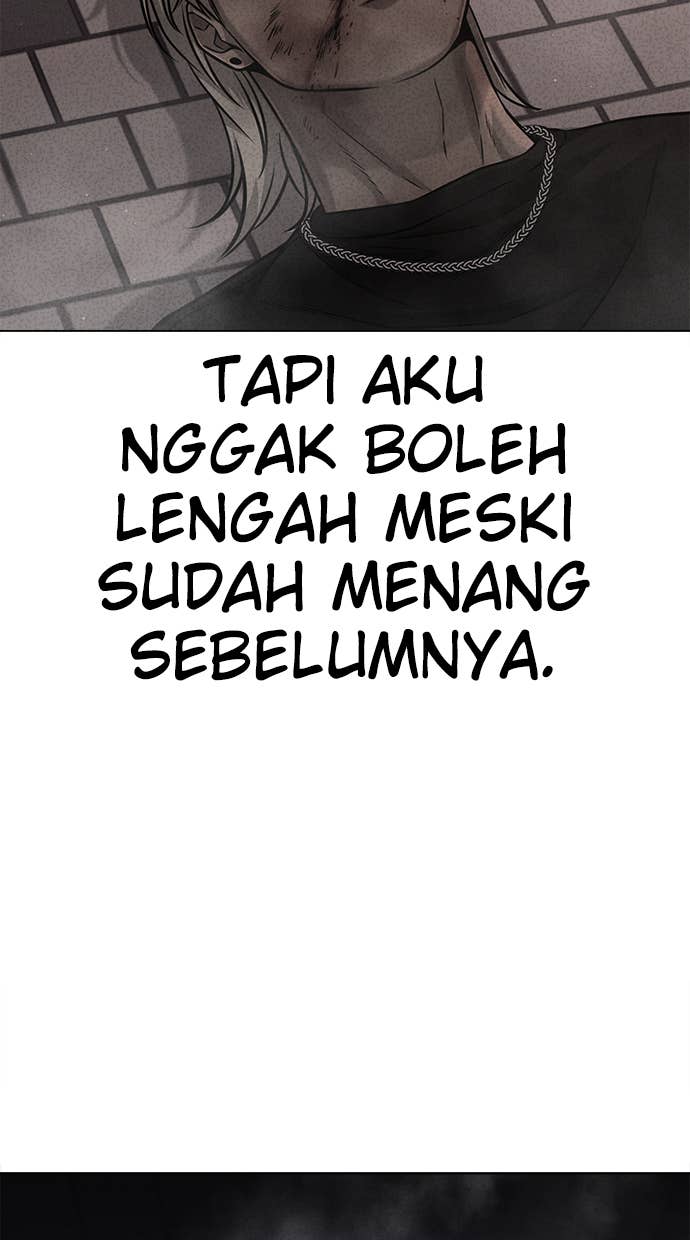 TAPI AKU
NGGAK BOLEH
LENGAH MESKI
SUDAH MENANG
SEBELUMNYA.